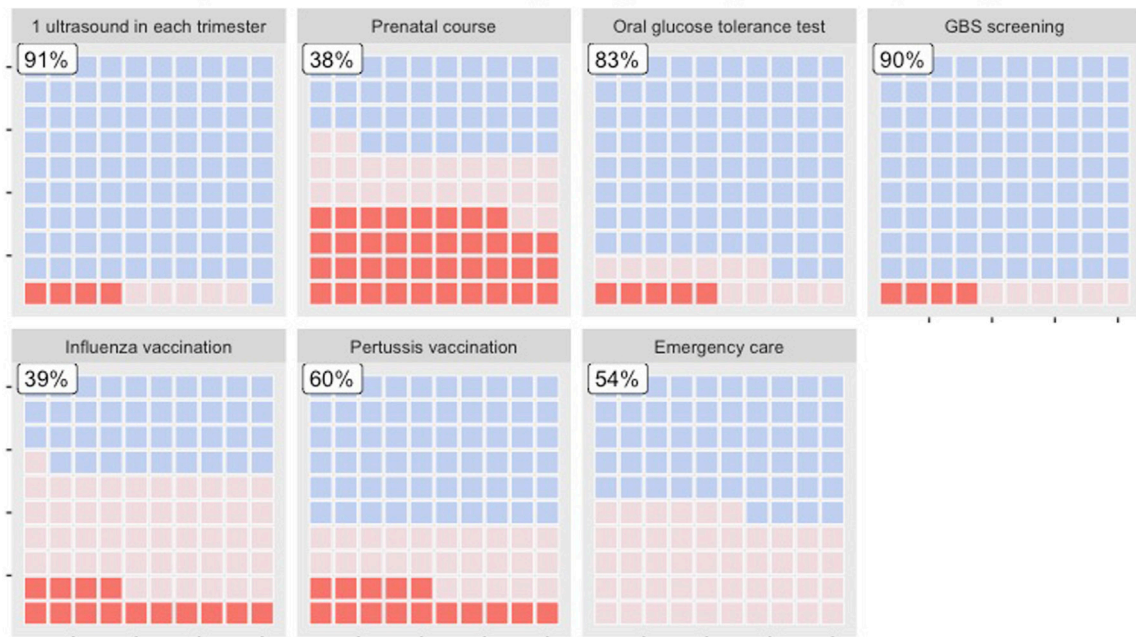 1 ultrasound in each trimester
91%
Prenatal course
38%
Oral glucose tolerance test
83%
GBS screening
90%
Influenza vaccination
39%
Pertussis vaccination
60%
Emergency care
54%